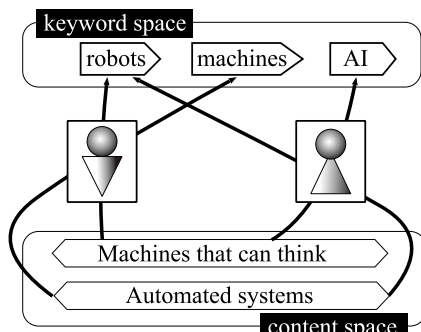 keyword space
robots machines AI
Machines that can think
Automated systems
content space